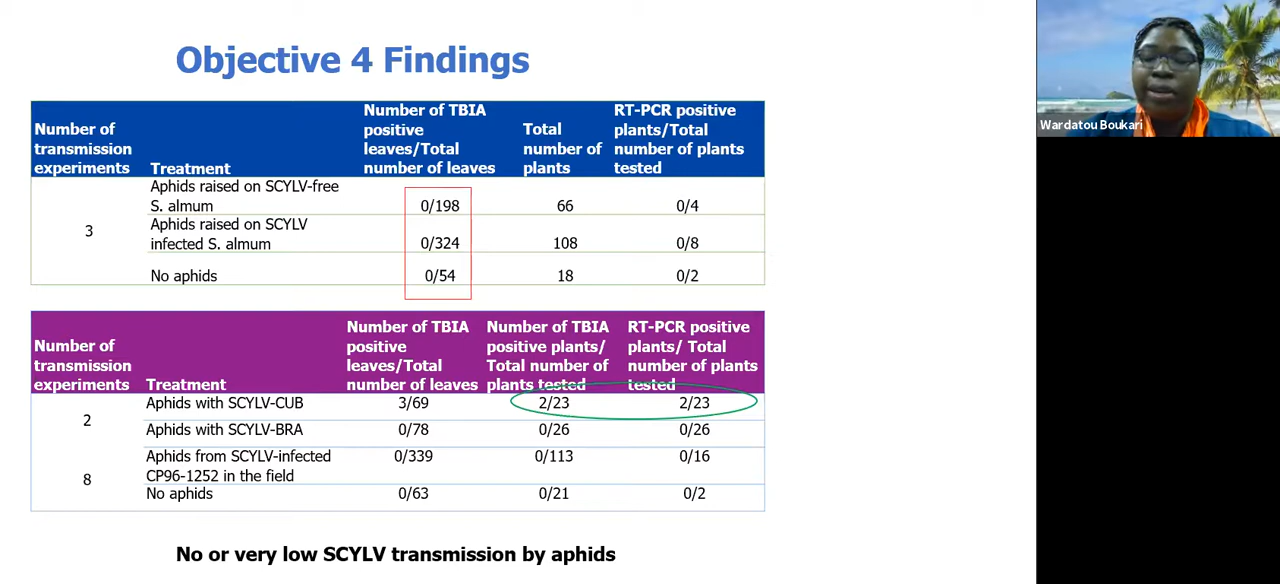 Objective 4 Findings
Number of transmission experiments Treatment Number of TBIA positive leaves/Total number of leaves Total number of plants RT-PCR positive plants/Total number of plants tested
3
Aphids raised on SCYLV-free S. almum 0/198 66 0/4
Aphids raised on SCYLV infected S. almum 0/324 108 0/8
No aphids 0/54 18 0/2
Number of transmission experiments Treatment Number of TBIA positive leaves/Total number of leaves Number of TBIA positive plants/ Total number of plants tested RT-PCR positive plants/ Total number of plants tested
2
Aphids with SCYLV-CUB 3/69 2/23 2/23
Aphids with SCYLV-BRA 0/78 0/26 0/26
8
Aphids from SCYLV-infected CP96-1252 in the field 0/339 0/113 0/16
No aphids 0/63 0/21 0/2
No or very low SCYLV transmission by aphids
Wardatou Boukari